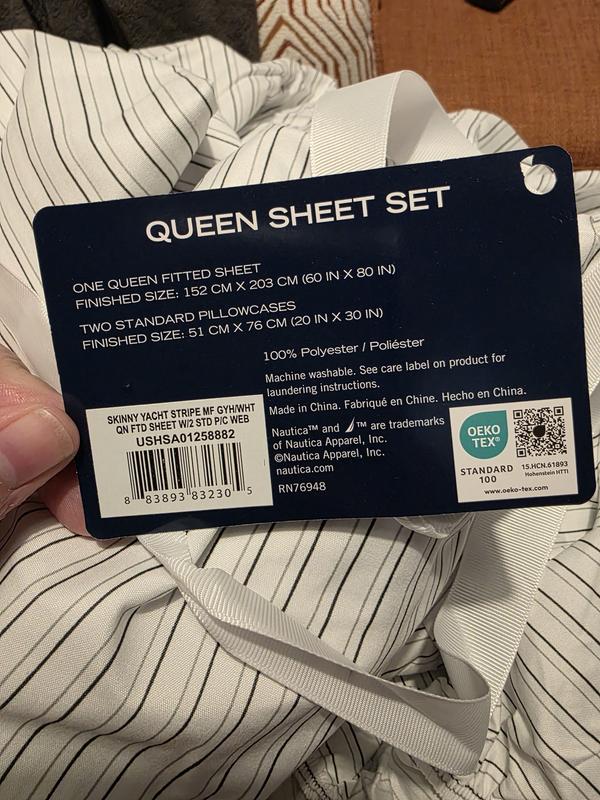 QUEEN SHEET SET
ONE QUEEN FITTED SHEET
FINISHED SIZE: 152 CM X 203 CM (60 IN X 80 IN)
TWO STANDARD PILLOWCASES
FINISHED SIZE: 51 CM X 76 CM (20 IN X 30 IN)
100% Polyester / Poliéster
Machine washable. See care label on product for
laundering instructions.
Made in China. Fabriqué en Chine. Hecho en China.
Nautica™ and ™ are trademarks
of Nautica Apparel, Inc.
©Nautica Apparel, Inc.
nautica.com
RN76948
SKINNY YACHT STRIPE MF GYH/WHT
QN FTD SHEET W/2 STD P/C WEB
USHSA01258882
8 83893 83230 5
OEKO
TEX®
STANDARD
100
15.HCN.61893
Hohenstein HTTI
www.oeko-tex.com